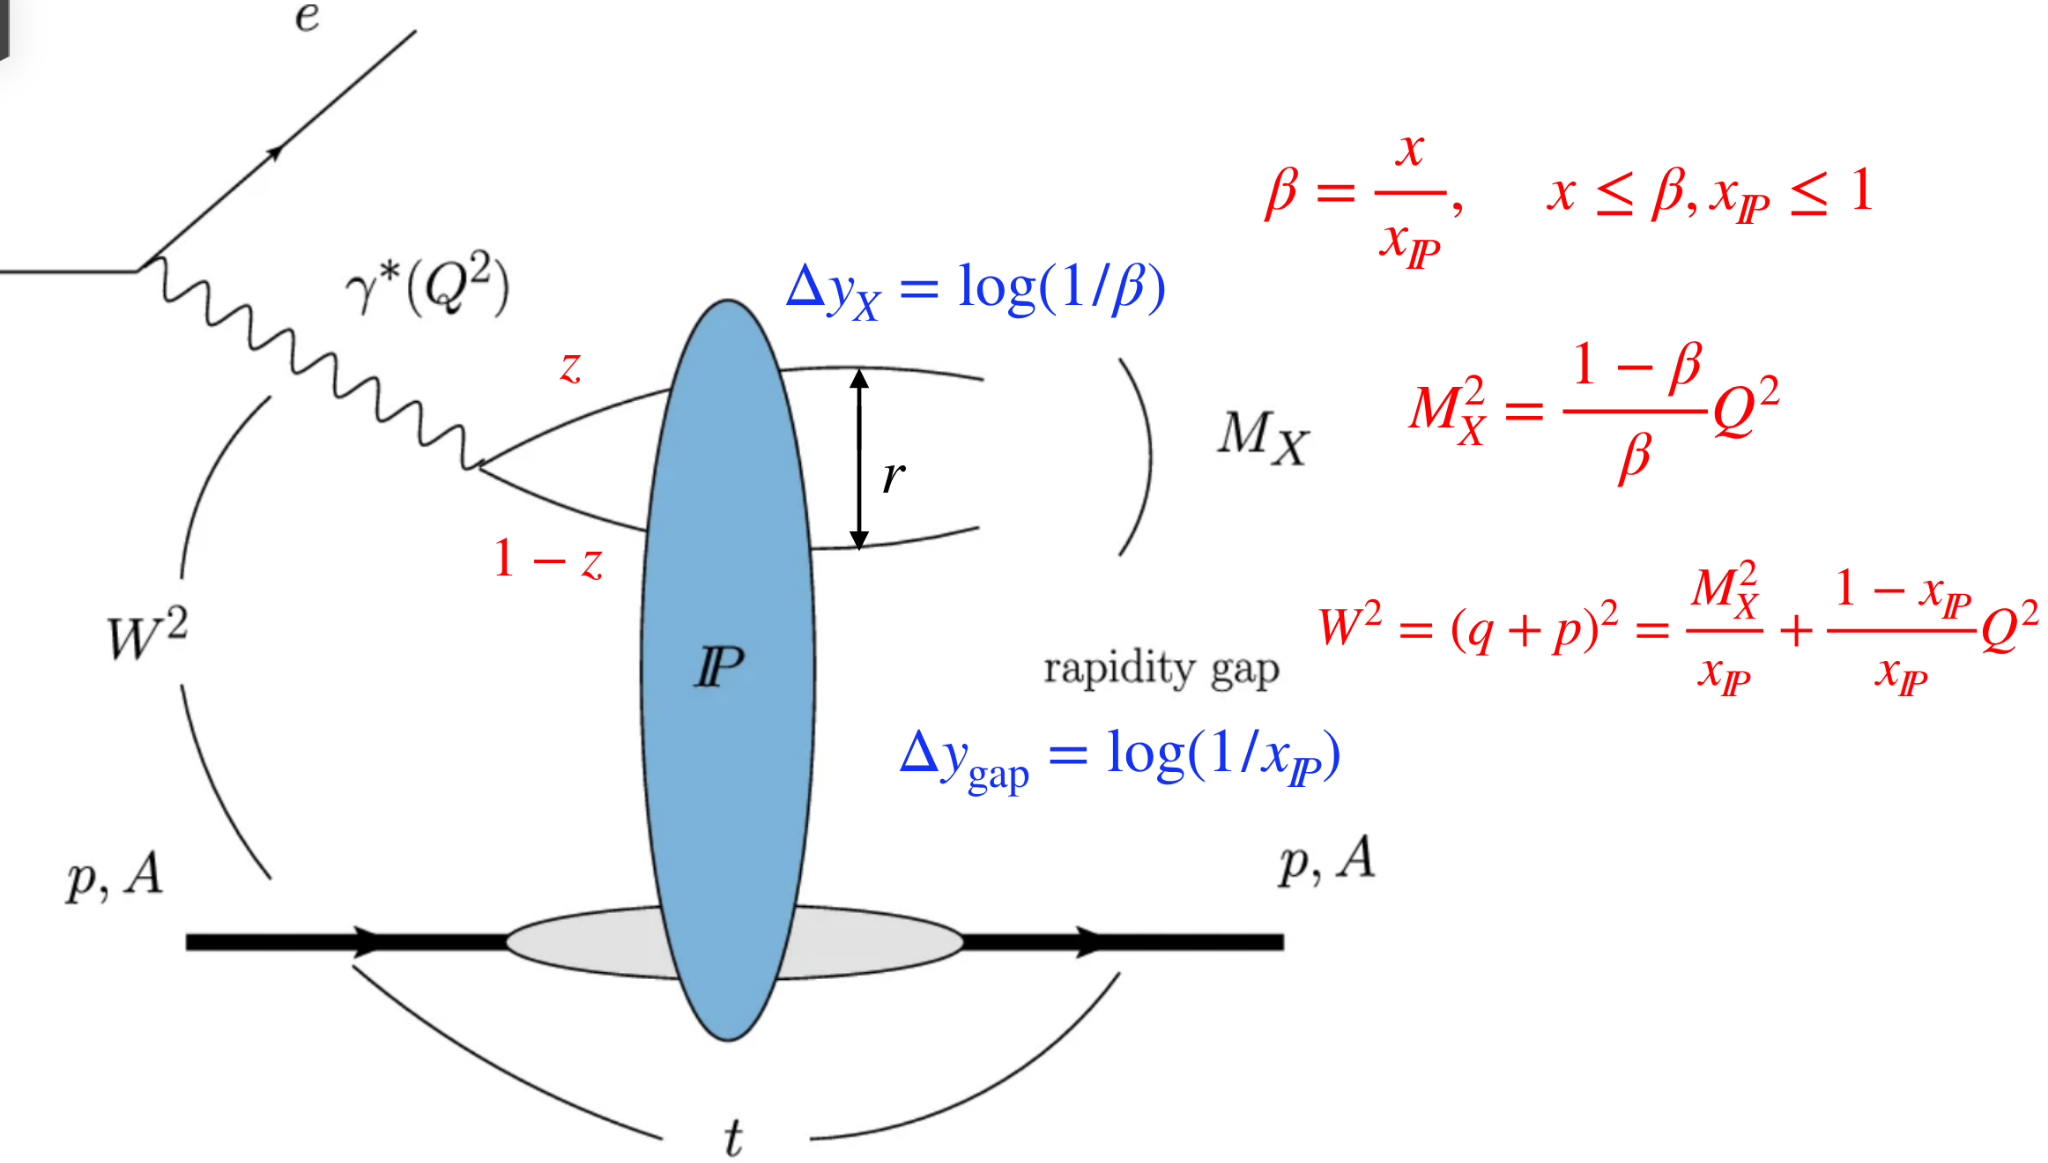 e
γ*(Q²)
Δy_X = log(1/β)
β = x/x_ℙ, x ≤ β, x_ℙ ≤ 1
z
r
M_X
M_X² = (1 − β)/β Q²
1 − z
W²
ℙ
rapidity gap
W² = (q + p)² = M_X²/x_ℙ + (1 − x_ℙ)/x_ℙ Q²
Δy_gap = log(1/x_ℙ)
p, A
p, A
t